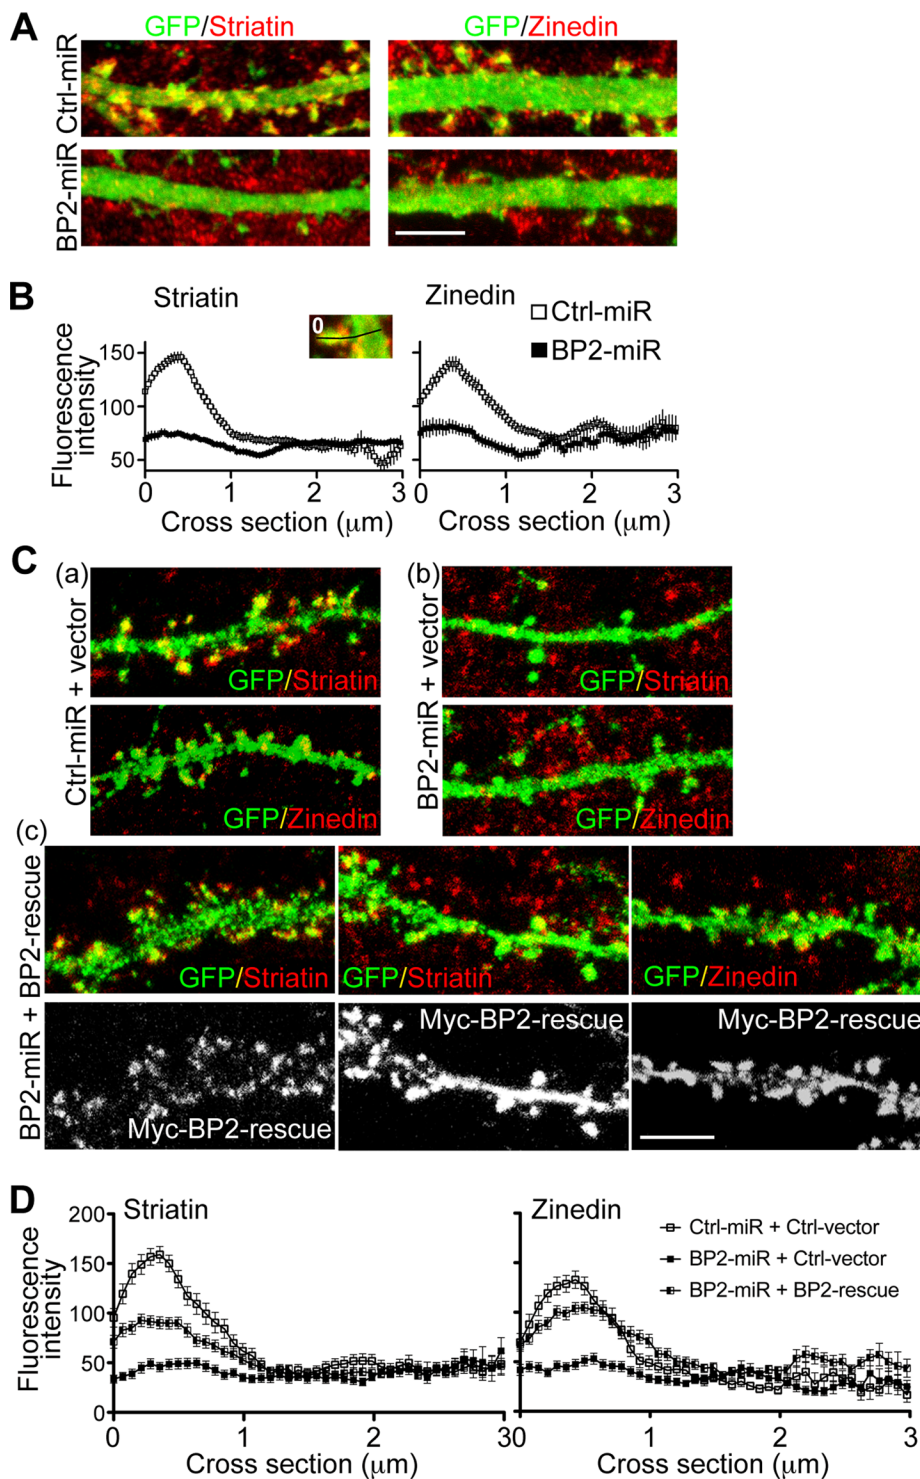 A
GFP/Striatin
GFP/Zinedin
Ctrl-miR
BP2-miR
B
Striatin
Zinedin
0
Ctrl-miR
BP2-miR
Fluorescence
intensity
150
100
50
0 1 2 3
0 1 2 3
Cross section (μm)
Cross section (μm)
C
(a)
(b)
Ctrl-miR + vector
GFP/Striatin
GFP/Zinedin
BP2-miR + vector
GFP/Striatin
GFP/Zinedin
(c)
BP2-miR + BP2-rescue
GFP/Striatin
GFP/Striatin
GFP/Zinedin
Myc-BP2-rescue
Myc-BP2-rescue
Myc-BP2-rescue
D
Striatin
Zinedin
Ctrl-miR + Ctrl-vector
BP2-miR + Ctrl-vector
BP2-miR + BP2-rescue
Fluorescence
intensity
200
150
100
50
0
0 1 2 3
0 1 2 3
Cross section (μm)
Cross section (μm)